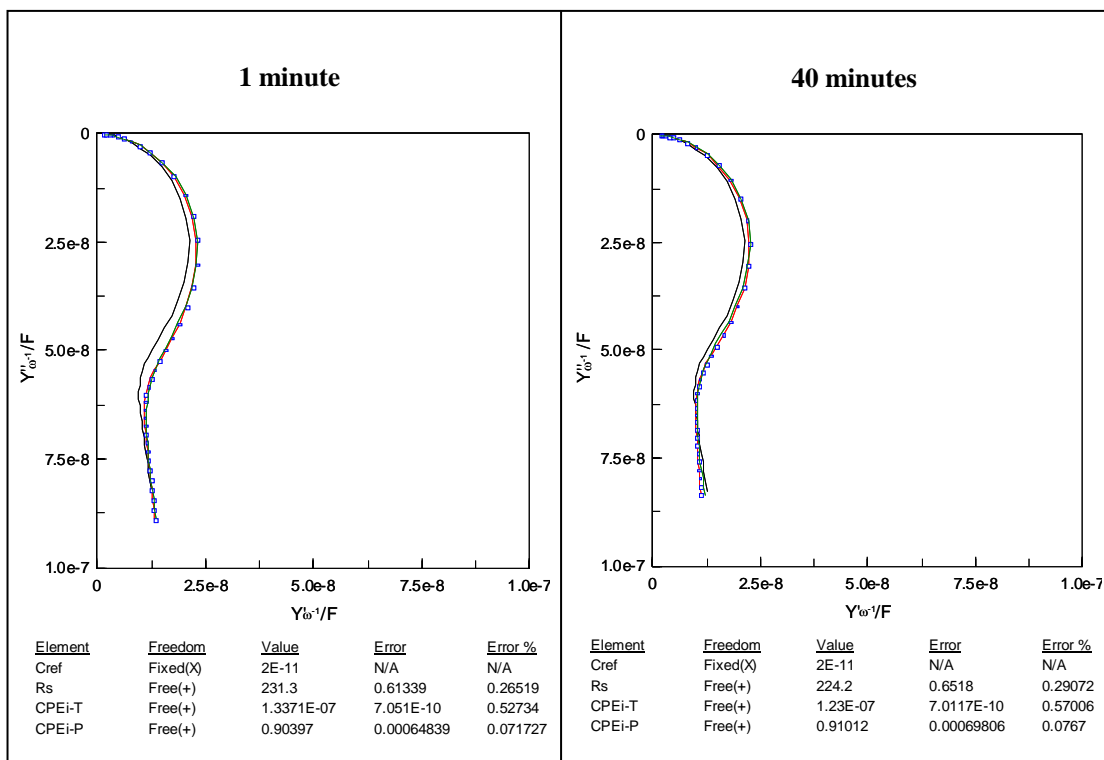 1 minute
0
2.5e-8
5.0e-8
7.5e-8
1.0e-7
Y''ω⁻¹/F
0 2.5e-8 5.0e-8 7.5e-8 1.0e-7
Y'ω⁻¹/F
Element Freedom Value Error Error %
Cref Fixed(X) 2E-11 N/A N/A
Rs Free(+) 231.3 0.61339 0.26519
CPEi-T Free(+) 1.3371E-07 7.051E-10 0.52734
CPEi-P Free(+) 0.90397 0.00064839 0.071727
40 minutes
0
2.5e-8
5.0e-8
7.5e-8
1.0e-7
Y''ω⁻¹/F
0 2.5e-8 5.0e-8 7.5e-8 1.0e-7
Y'ω⁻¹/F
Element Freedom Value Error Error %
Cref Fixed(X) 2E-11 N/A N/A
Rs Free(+) 224.2 0.6518 0.29072
CPEi-T Free(+) 1.23E-07 7.0117E-10 0.57006
CPEi-P Free(+) 0.91012 0.00069806 0.0767